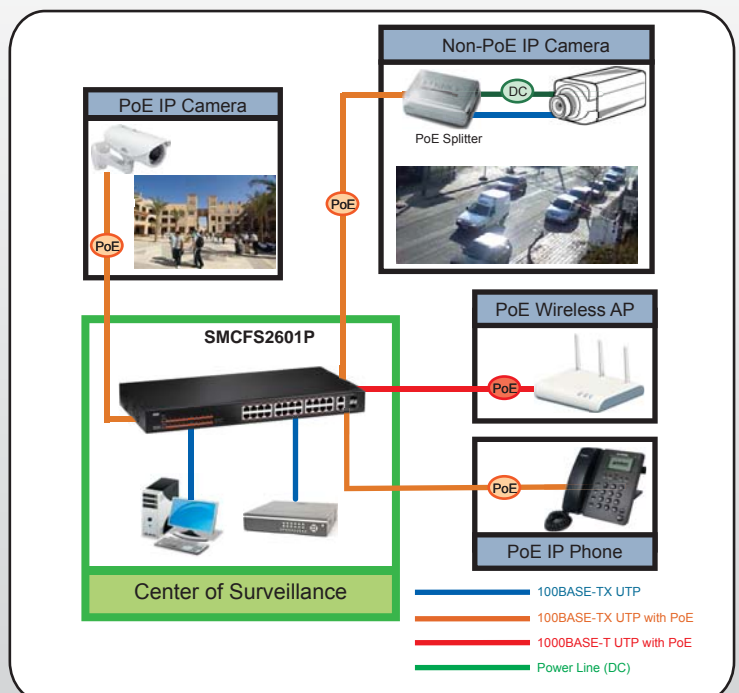 Non-PoE IP Camera
DC
PoE Splitter
PoE IP Camera
PoE
PoE
SMCFS2601P
PoE Wireless AP
PoE
PoE
PoE IP Phone
Center of Surveillance
100BASE-TX UTP
100BASE-TX UTP with PoE
1000BASE-T UTP with PoE
Power Line (DC)